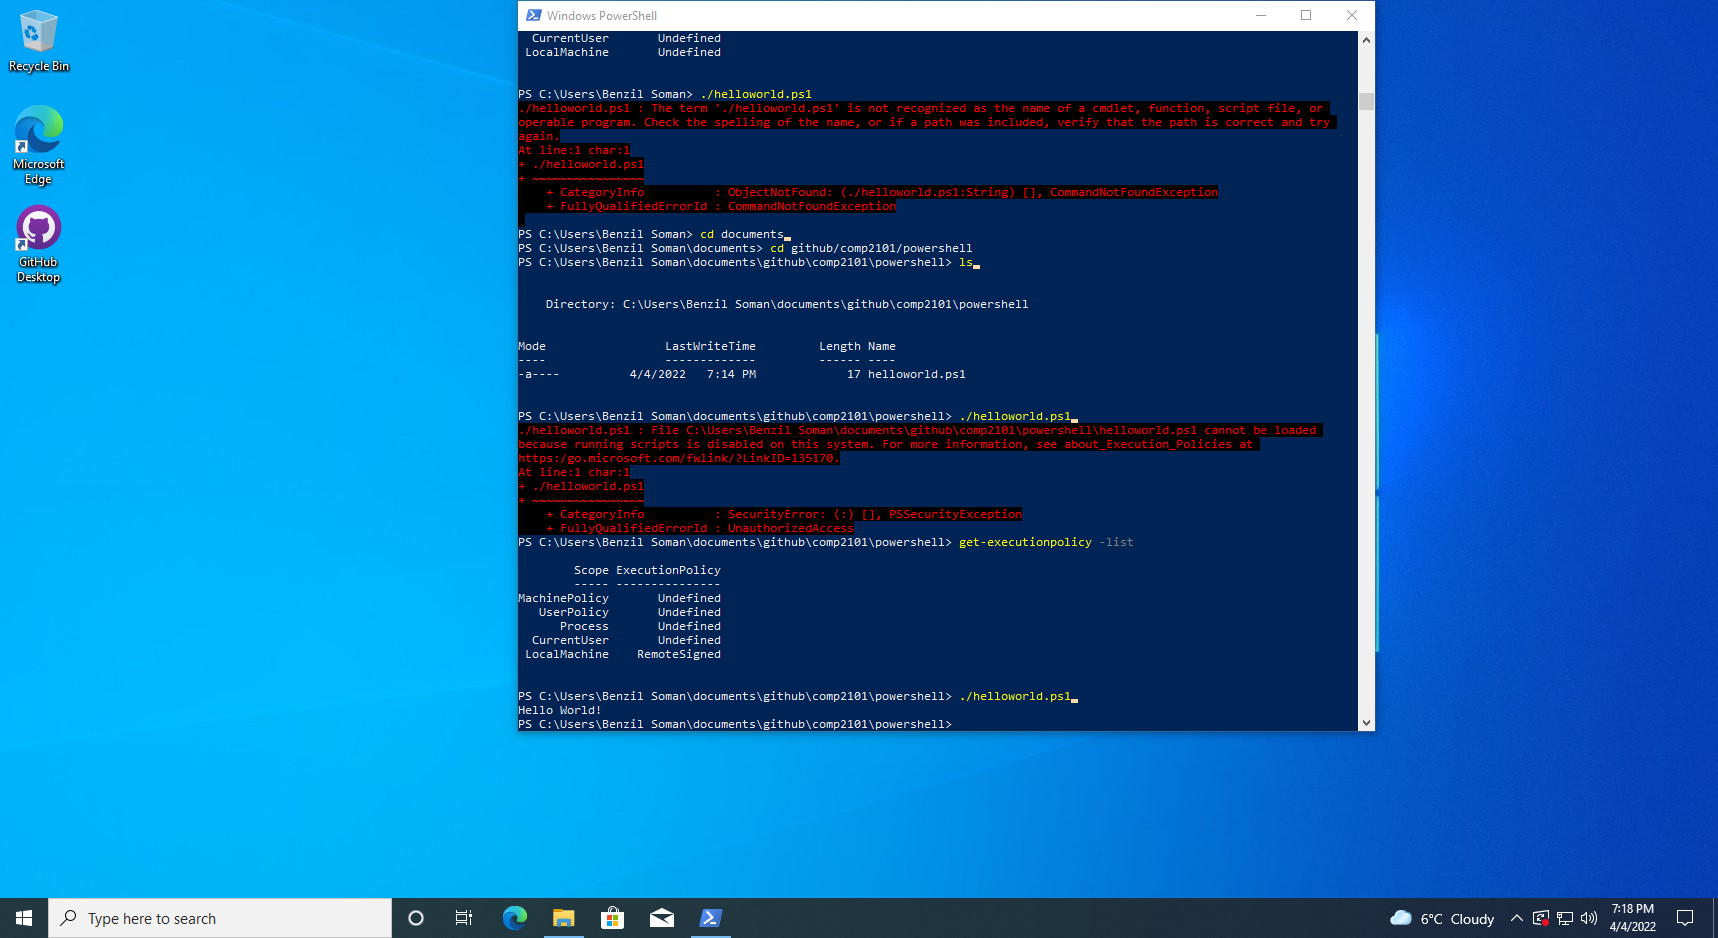 Recycle Bin
Microsoft
Edge
GitHub
Desktop
Windows PowerShell
CurrentUser Undefined
LocalMachine Undefined
PS C:\Users\Benzil Soman> ./helloworld.ps1
./helloworld.ps1 : The term './helloworld.ps1' is not recognized as the name of a cmdlet, function, script file, or
operable program. Check the spelling of the name, or if a path was included, verify that the path is correct and try
again.
At line:1 char:1
+ ./helloworld.ps1
+ ~~~~~~~~~~~~~~~~
+ CategoryInfo : ObjectNotFound: (./helloworld.ps1:String) [], CommandNotFoundException
+ FullyQualifiedErrorId : CommandNotFoundException
PS C:\Users\Benzil Soman> cd documents
PS C:\Users\Benzil Soman\documents> cd github/comp2101/powershell
PS C:\Users\Benzil Soman\documents\github\comp2101\powershell> ls
Directory: C:\Users\Benzil Soman\documents\github\comp2101\powershell
Mode LastWriteTime Length Name
---- ------------- ------ ----
-a---- 4/4/2022 7:14 PM 17 helloworld.ps1
PS C:\Users\Benzil Soman\documents\github\comp2101\powershell> ./helloworld.ps1
./helloworld.ps1 : File C:\Users\Benzil Soman\documents\github\comp2101\powershell\helloworld.ps1 cannot be loaded
because running scripts is disabled on this system. For more information, see about_Execution_Policies at
https:/go.microsoft.com/fwlink/?LinkID=135170.
At line:1 char:1
+ ./helloworld.ps1
+ ~~~~~~~~~~~~~~~~
+ CategoryInfo : SecurityError: (:) [], PSSecurityException
+ FullyQualifiedErrorId : UnauthorizedAccess
PS C:\Users\Benzil Soman\documents\github\comp2101\powershell> get-executionpolicy -list
Scope ExecutionPolicy
----- ---------------
MachinePolicy Undefined
UserPolicy Undefined
Process Undefined
CurrentUser Undefined
LocalMachine RemoteSigned
PS C:\Users\Benzil Soman\documents\github\comp2101\powershell> ./helloworld.ps1
Hello World!
PS C:\Users\Benzil Soman\documents\github\comp2101\powershell>
Type here to search
6°C Cloudy
7:18 PM
4/4/2022